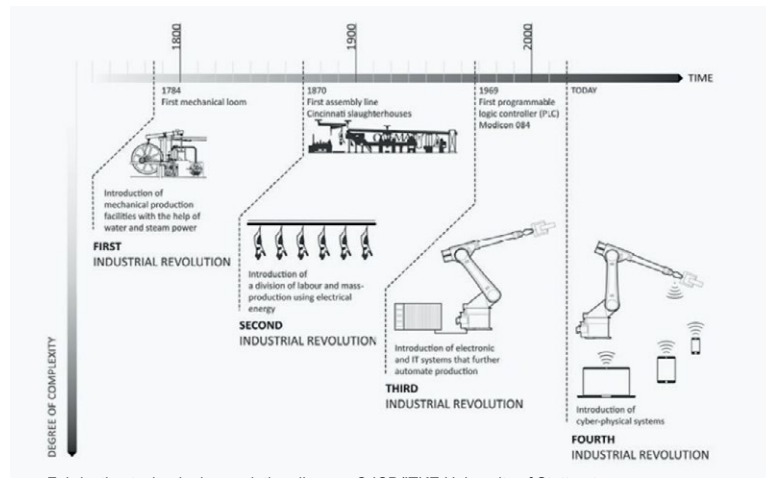 1800
1900
2000
TIME
1784
First mechanical loom
1870
First assembly line
Cincinnati slaughterhouses
1969
First programmable
logic controller (PLC)
Modicon 084
TODAY
Introduction of
mechanical production
facilities with the help of
water and steam power
FIRST
INDUSTRIAL REVOLUTION
Introduction of
a division of labour and mass-
production using electrical
energy
SECOND
INDUSTRIAL REVOLUTION
Introduction of electronic
and IT systems that further
automate production
THIRD
INDUSTRIAL REVOLUTION
Introduction of
cyber-physical systems
FOURTH
INDUSTRIAL REVOLUTION
DEGREE OF COMPLEXITY